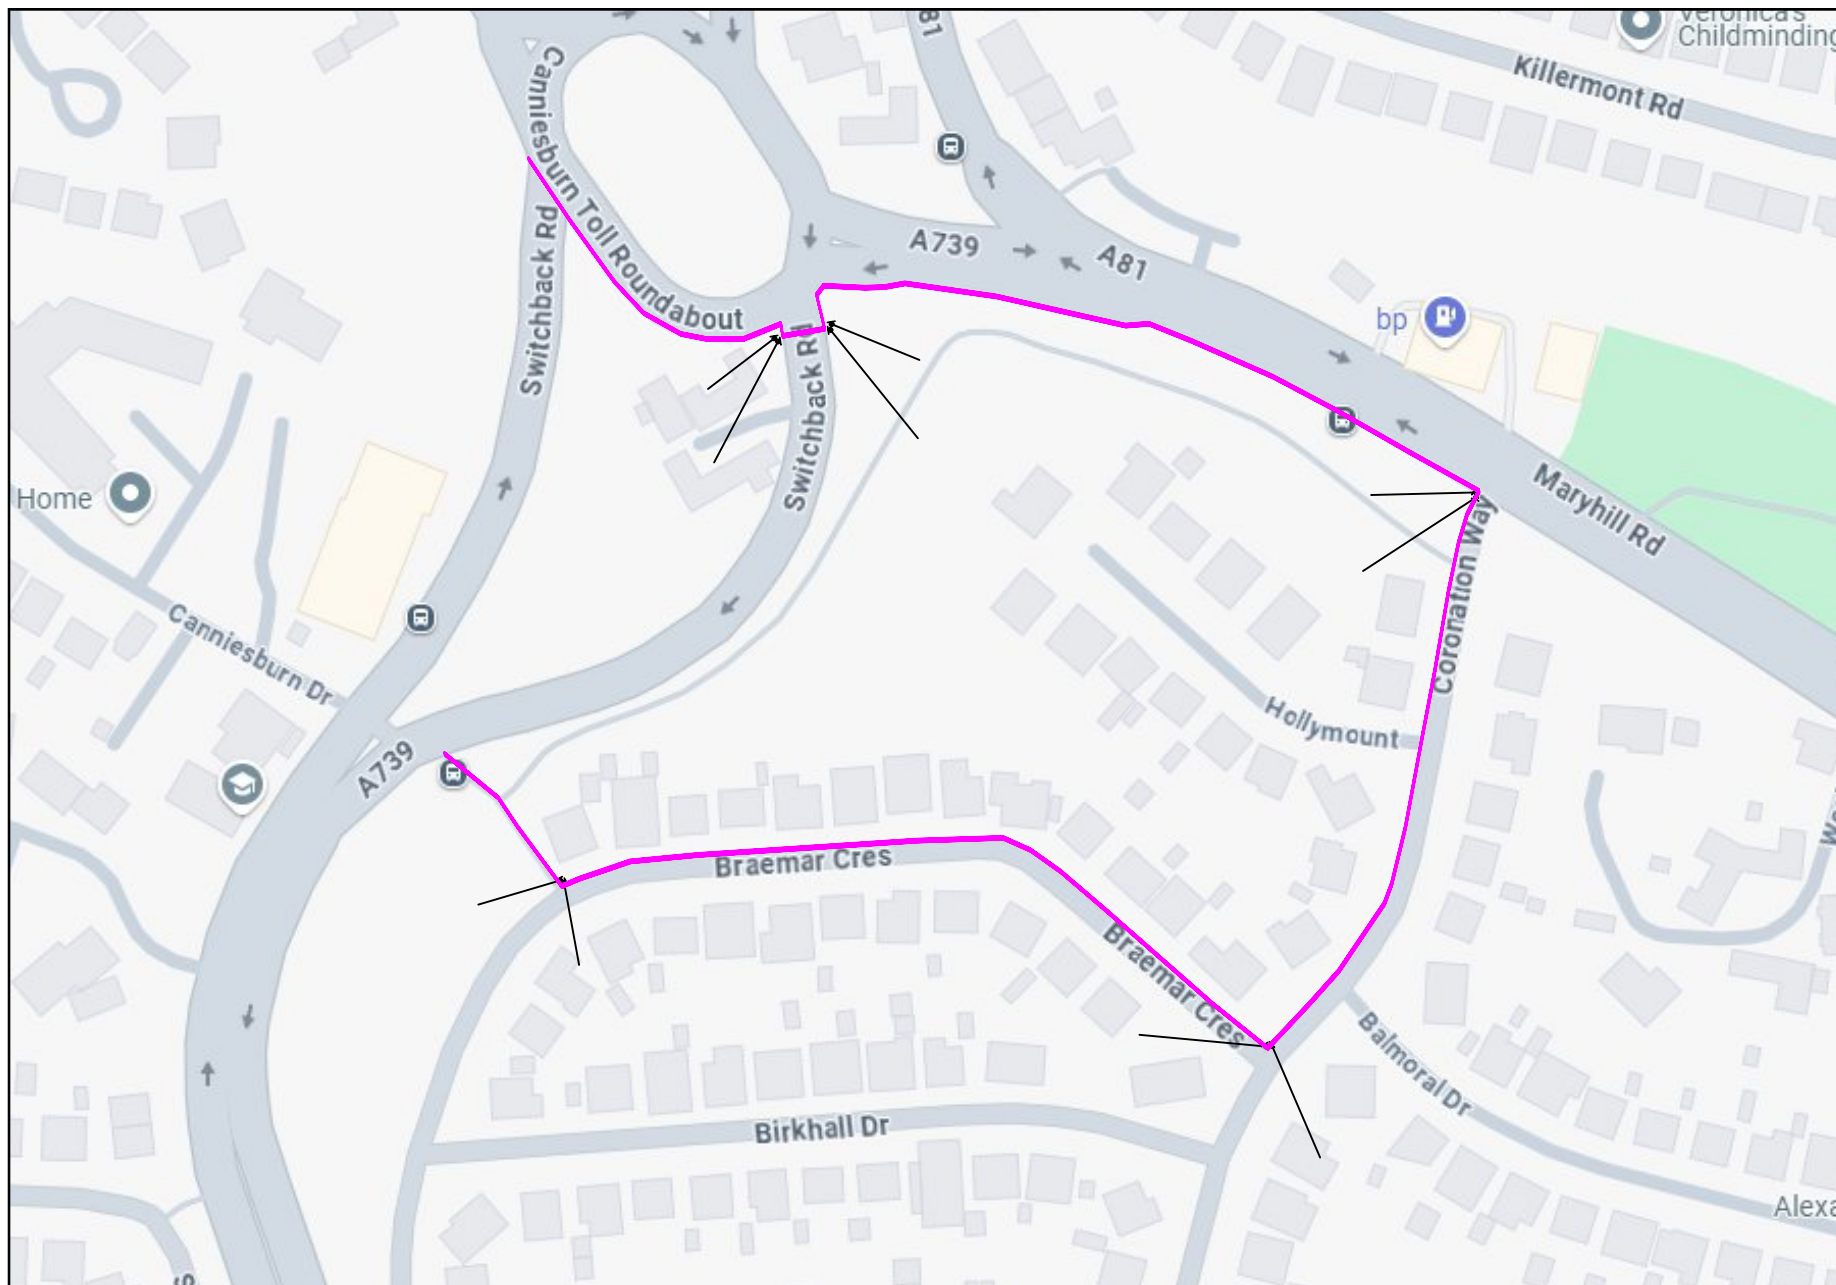 81
Veronica's
Childminding
Killermont Rd
Canniesburn Toll Roundabout
A739
A81
Switchback Rd
bp
Switchback Rd
Home
Maryhill Rd
Coronation Way
Canniesburn Dr
Hollymount
A739
Braemar Cres
Braemar Cres
Balmoral Dr
Birkhall Dr
Alexa